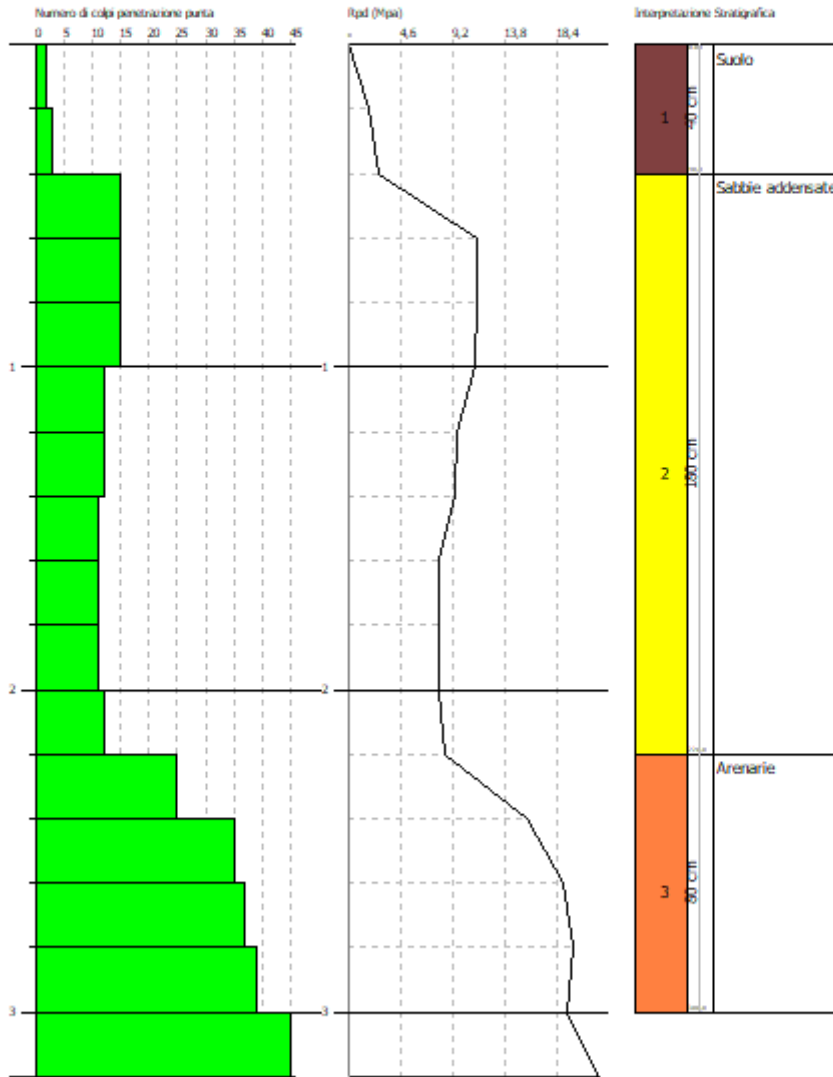 Numero di colpi penetrazione punta
0 5 10 15 20 25 30 35 40 45
Rpd (Mpa)
4,6 9,2 13,8 18,4
Interpretazione Stratigrafica
1
40 cm
Suolo
2
180 cm
Sabbie addensate
3
80 cm
Arenarie
1
2
3
1
2
3